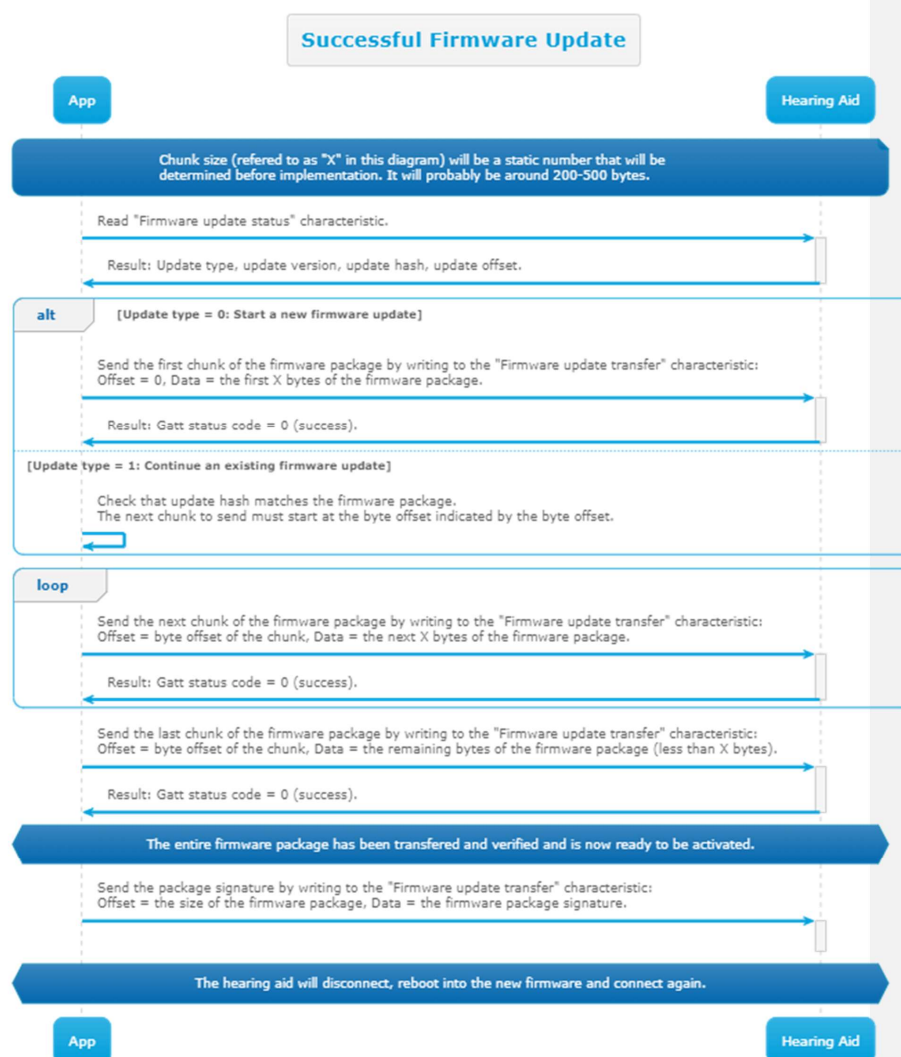 Successful Firmware Update
App
Hearing Aid
Chunk size (refered to as "X" in this diagram) will be a static number that will be
determined before implementation. It will probably be around 200-500 bytes.
Read "Firmware update status" characteristic.
Result: Update type, update version, update hash, update offset.
alt
[Update type = 0: Start a new firmware update]
Send the first chunk of the firmware package by writing to the "Firmware update transfer" characteristic:
Offset = 0, Data = the first X bytes of the firmware package.
Result: Gatt status code = 0 (success).
[Update type = 1: Continue an existing firmware update]
Check that update hash matches the firmware package.
The next chunk to send must start at the byte offset indicated by the byte offset.
loop
Send the next chunk of the firmware package by writing to the "Firmware update transfer" characteristic:
Offset = byte offset of the chunk, Data = the next X bytes of the firmware package.
Result: Gatt status code = 0 (success).
Send the last chunk of the firmware package by writing to the "Firmware update transfer" characteristic:
Offset = byte offset of the chunk, Data = the remaining bytes of the firmware package (less than X bytes).
Result: Gatt status code = 0 (success).
The entire firmware package has been transfered and verified and is now ready to be activated.
Send the package signature by writing to the "Firmware update transfer" characteristic:
Offset = the size of the firmware package, Data = the firmware package signature.
The hearing aid will disconnect, reboot into the new firmware and connect again.
App
Hearing Aid